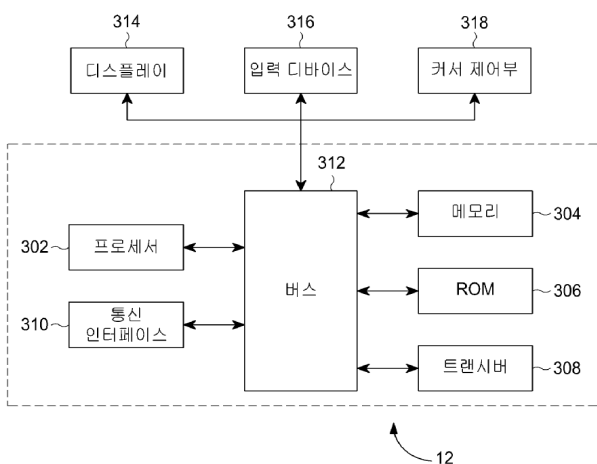 314
316
318
디스플레이
입력 디바이스
커서 제어부
312
302
프로세서
버스
메모리
304
310
통신
인터페이스
ROM
306
트랜시버
308
12